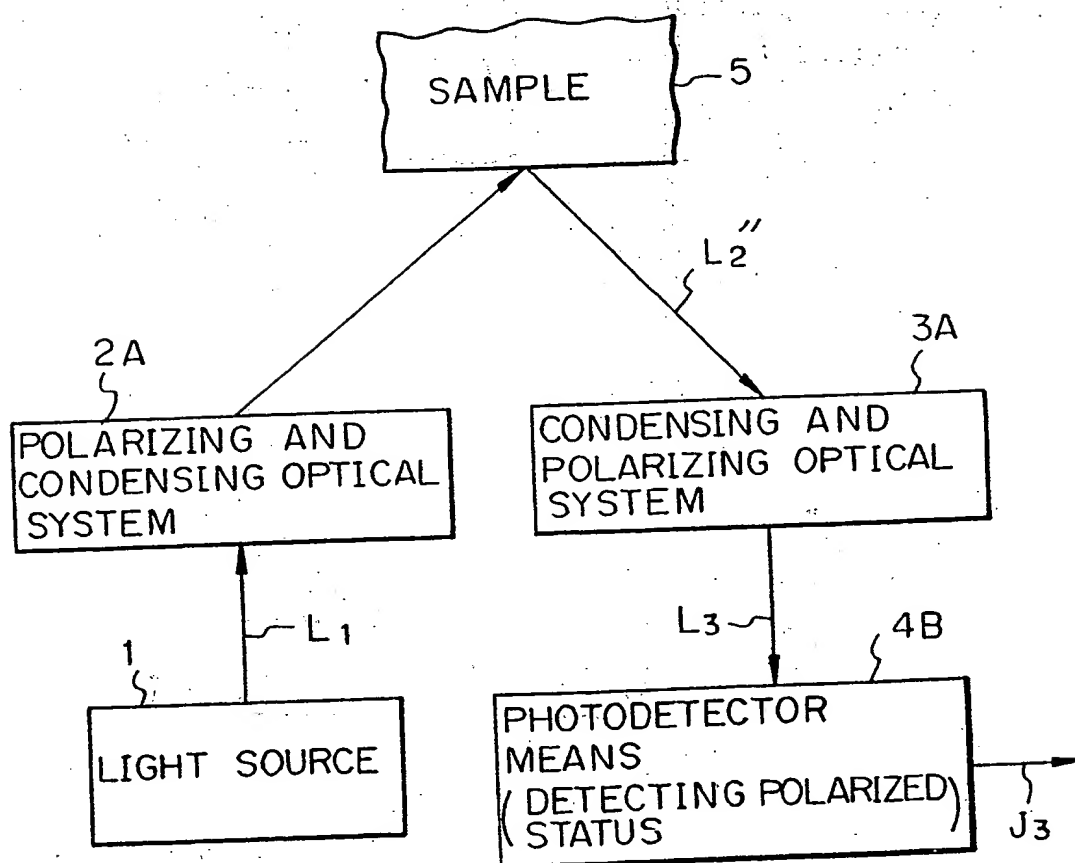 SAMPLE
5
L2"
2A
3A
POLARIZING AND
CONDENSING OPTICAL
SYSTEM
CONDENSING AND
POLARIZING OPTICAL
SYSTEM
L1
L3
1
4B
LIGHT SOURCE
PHOTODETECTOR
MEANS
(DETECTING POLARIZED
STATUS)
J3